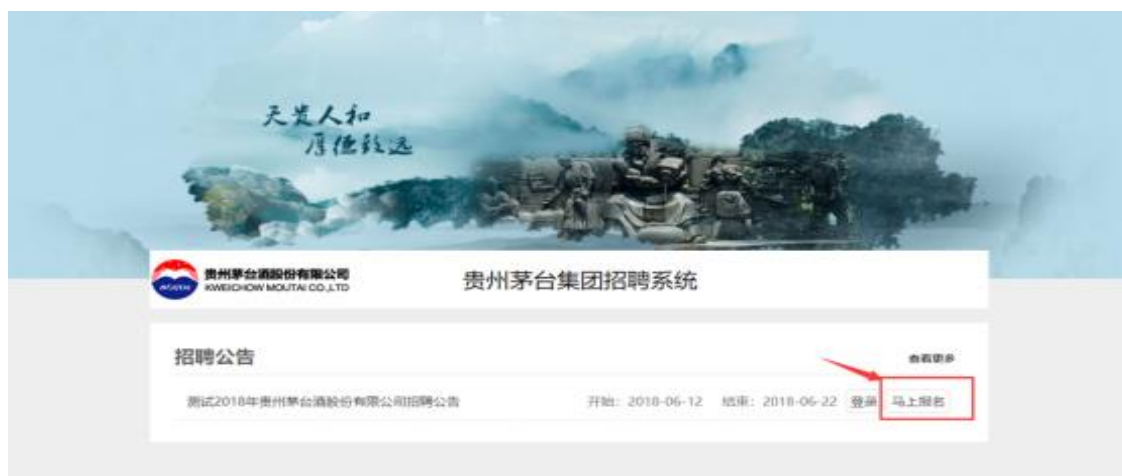 天贵人和
厚德致远
贵州茅台酒股份有限公司
KWEICHOW MOUTAI CO.,LTD
贵州茅台集团招聘系统
招聘公告
查看更多
测试2018年贵州茅台酒股份有限公司招聘公告 开始：2018-06-12 结束：2018-06-22 登录 马上报名